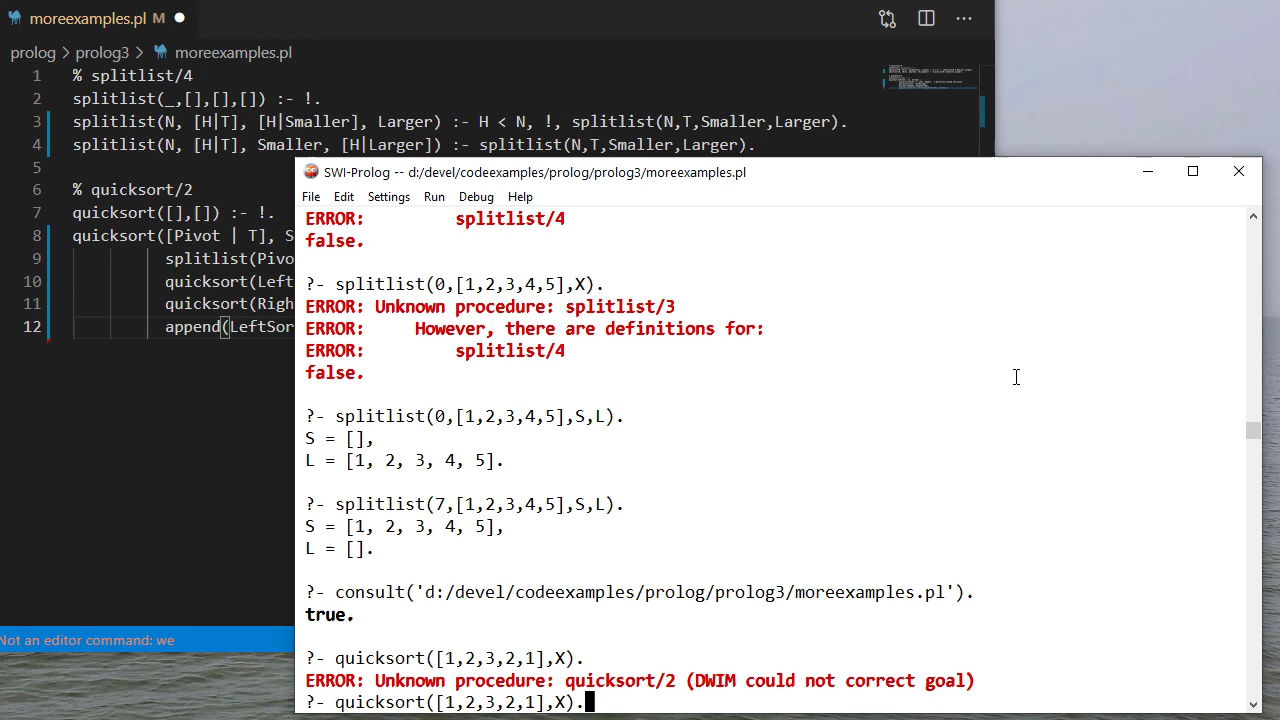 moreexamples.pl M
prolog > prolog3 > moreexamples.pl
1 % splitlist/4
2 splitlist(_,[],[],[]) :- !.
3 splitlist(N, [H|T], [H|Smaller], Larger) :- H < N, !, splitlist(N,T,Smaller,Larger).
4 splitlist(N, [H|T], Smaller, [H|Larger]) :- splitlist(N,T,Smaller,Larger).
5
6 % quicksort/2
7 quicksort([],[]) :- !.
8 quicksort([Pivot | T], S
9 splitlist(Pivo
10 quicksort(Left
11 quicksort(Righ
12 append(LeftSor
Not an editor command: we
SWI-Prolog -- d:/devel/codeexamples/prolog/prolog3/moreexamples.pl
File Edit Settings Run Debug Help
ERROR: splitlist/4
false.
?- splitlist(0,[1,2,3,4,5],X).
ERROR: Unknown procedure: splitlist/3
ERROR: However, there are definitions for:
ERROR: splitlist/4
false.
?- splitlist(0,[1,2,3,4,5],S,L).
S = [],
L = [1, 2, 3, 4, 5].
?- splitlist(7,[1,2,3,4,5],S,L).
S = [1, 2, 3, 4, 5],
L = [].
?- consult('d:/devel/codeexamples/prolog/prolog3/moreexamples.pl').
true.
?- quicksort([1,2,3,2,1],X).
ERROR: Unknown procedure: quicksort/2 (DWIM could not correct goal)
?- quicksort([1,2,3,2,1],X).